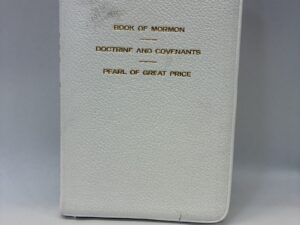 BOOK OF MORMON
DOCTRINE AND COVENANTS
PEARL OF GREAT PRICE